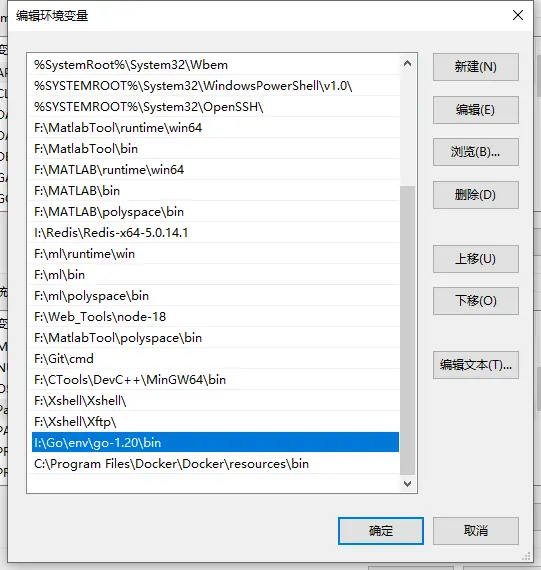 编辑环境变量
%SystemRoot%\System32\Wbem
%SYSTEMROOT%\System32\WindowsPowerShell\v1.0\
%SYSTEMROOT%\System32\OpenSSH\
F:\MatlabTool\runtime\win64
F:\MatlabTool\bin
F:\MATLAB\runtime\win64
F:\MATLAB\bin
F:\MATLAB\polyspace\bin
I:\Redis\Redis-x64-5.0.14.1
F:\ml\runtime\win
F:\ml\bin
F:\ml\polyspace\bin
F:\Web_Tools\node-18
F:\MatlabTool\polyspace\bin
F:\Git\cmd
F:\CTools\DevC++\MinGW64\bin
F:\Xshell\Xshell\
F:\Xshell\Xftp\
I:\Go\env\go-1.20\bin
C:\Program Files\Docker\Docker\resources\bin
新建(N)
编辑(E)
浏览(B)...
删除(D)
上移(U)
下移(O)
编辑文本(T)...
确定
取消